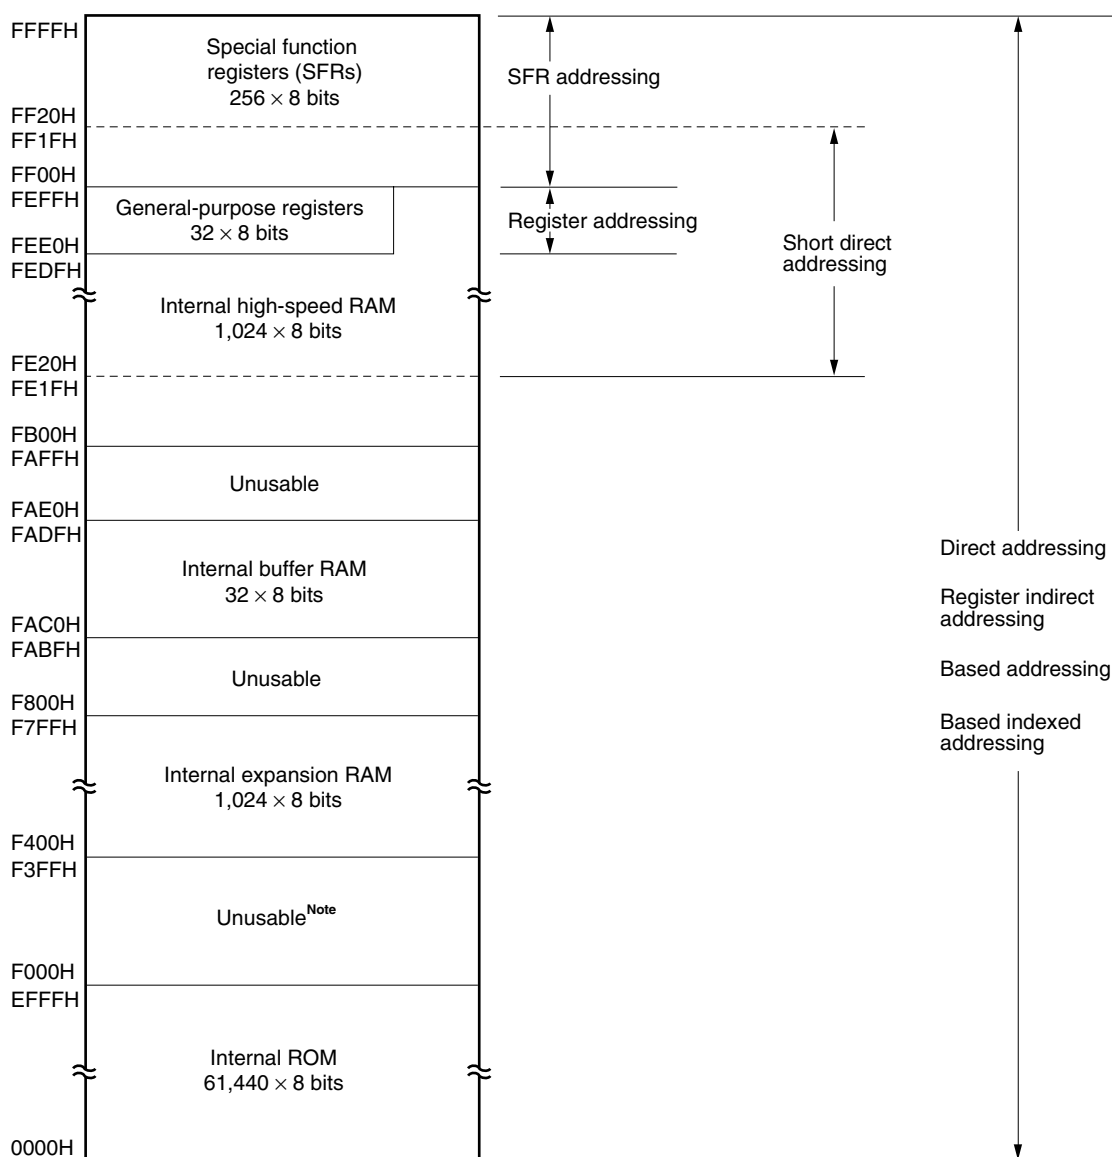 FFFFH
Special function
registers (SFRs)
256 × 8 bits
SFR addressing
FF20H
FF1FH
FF00H
FEFFH
General-purpose registers
32 × 8 bits
Register addressing
FEE0H
FEDFH
Short direct
addressing
Internal high-speed RAM
1,024 × 8 bits
FE20H
FE1FH
FB00H
FAFFH
Unusable
FAE0H
FADFH
Internal buffer RAM
32 × 8 bits
Direct addressing
Register indirect
addressing
Based addressing
Based indexed
addressing
FAC0H
FABFH
Unusable
F800H
F7FFH
Internal expansion RAM
1,024 × 8 bits
F400H
F3FFH
Unusable Note
F000H
EFFFH
Internal ROM
61,440 × 8 bits
0000H